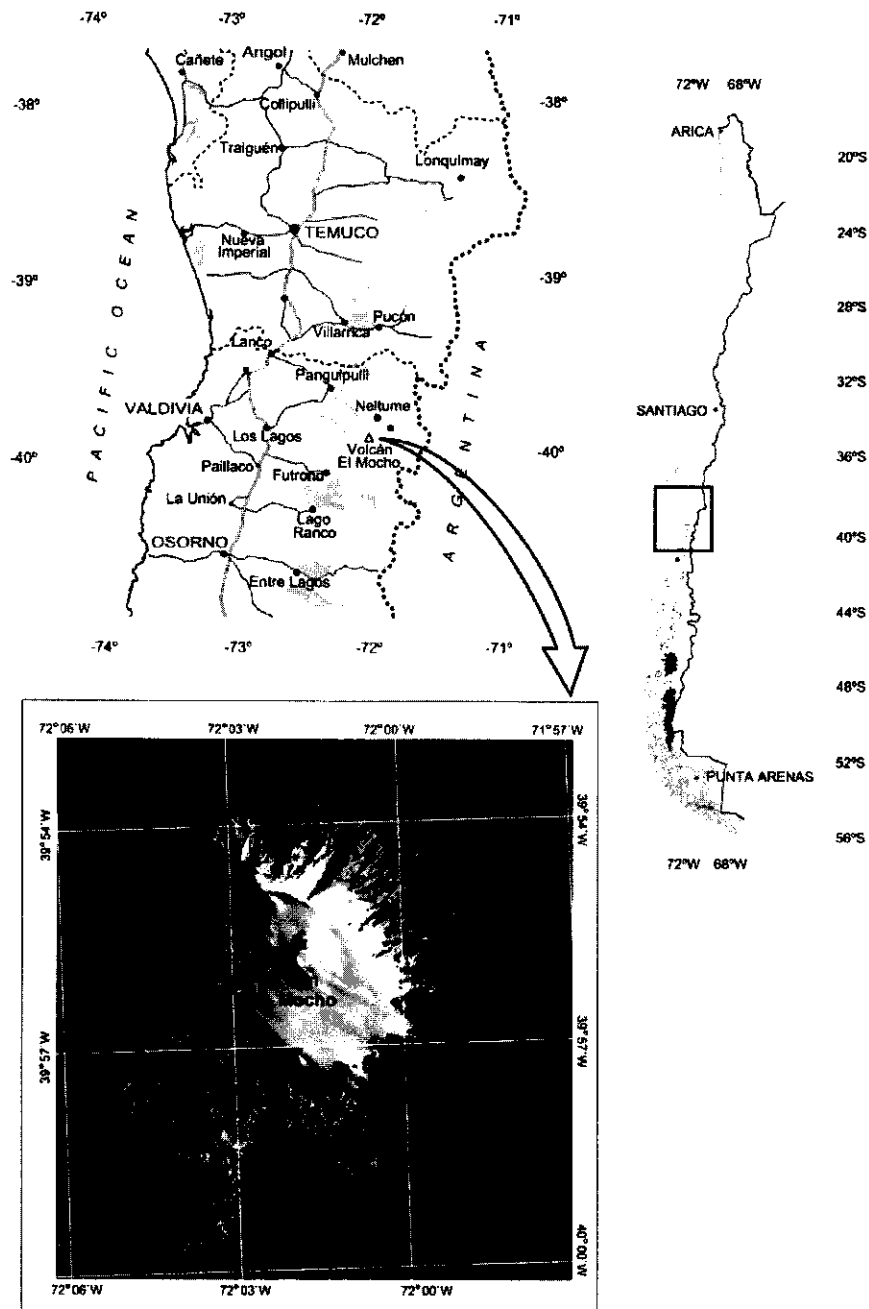 -74°
-73°
-72°
-71°
Cañete
Angol
Mulchen
-38°
Collipulli
-38°
Traiguén
Lonquimay
TEMUCO
Nueva
Imperial
-39°
-39°
PACIFIC OCEAN
Villarrica
Pucón
Lanco
Panguipulli
Neltume
VALDIVIA
Los Lagos
Volcán
El Mocho
-40°
-40°
Paillaco
Futrono
La Unión
Lago
Ranco
ARGENTINA
OSORNO
Entre Lagos
-74°
-73°
-72°
-71°
72°W 68°W
ARICA
20°S
24°S
28°S
32°S
SANTIAGO
36°S
40°S
44°S
48°S
52°S
PUNTA ARENAS
56°S
72°W 68°W
72°06'W
72°03'W
72°00'W
71°57'W
39°54'W
39°54'W
Mocho
39°57'W
39°57'W
40°00'W
72°06'W
72°03'W
72°00'W